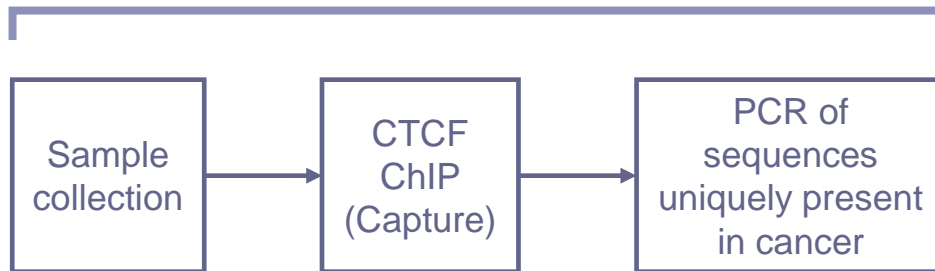 Sample
collection
CTCF
ChIP
(Capture)
PCR of
sequences
uniquely present
in cancer